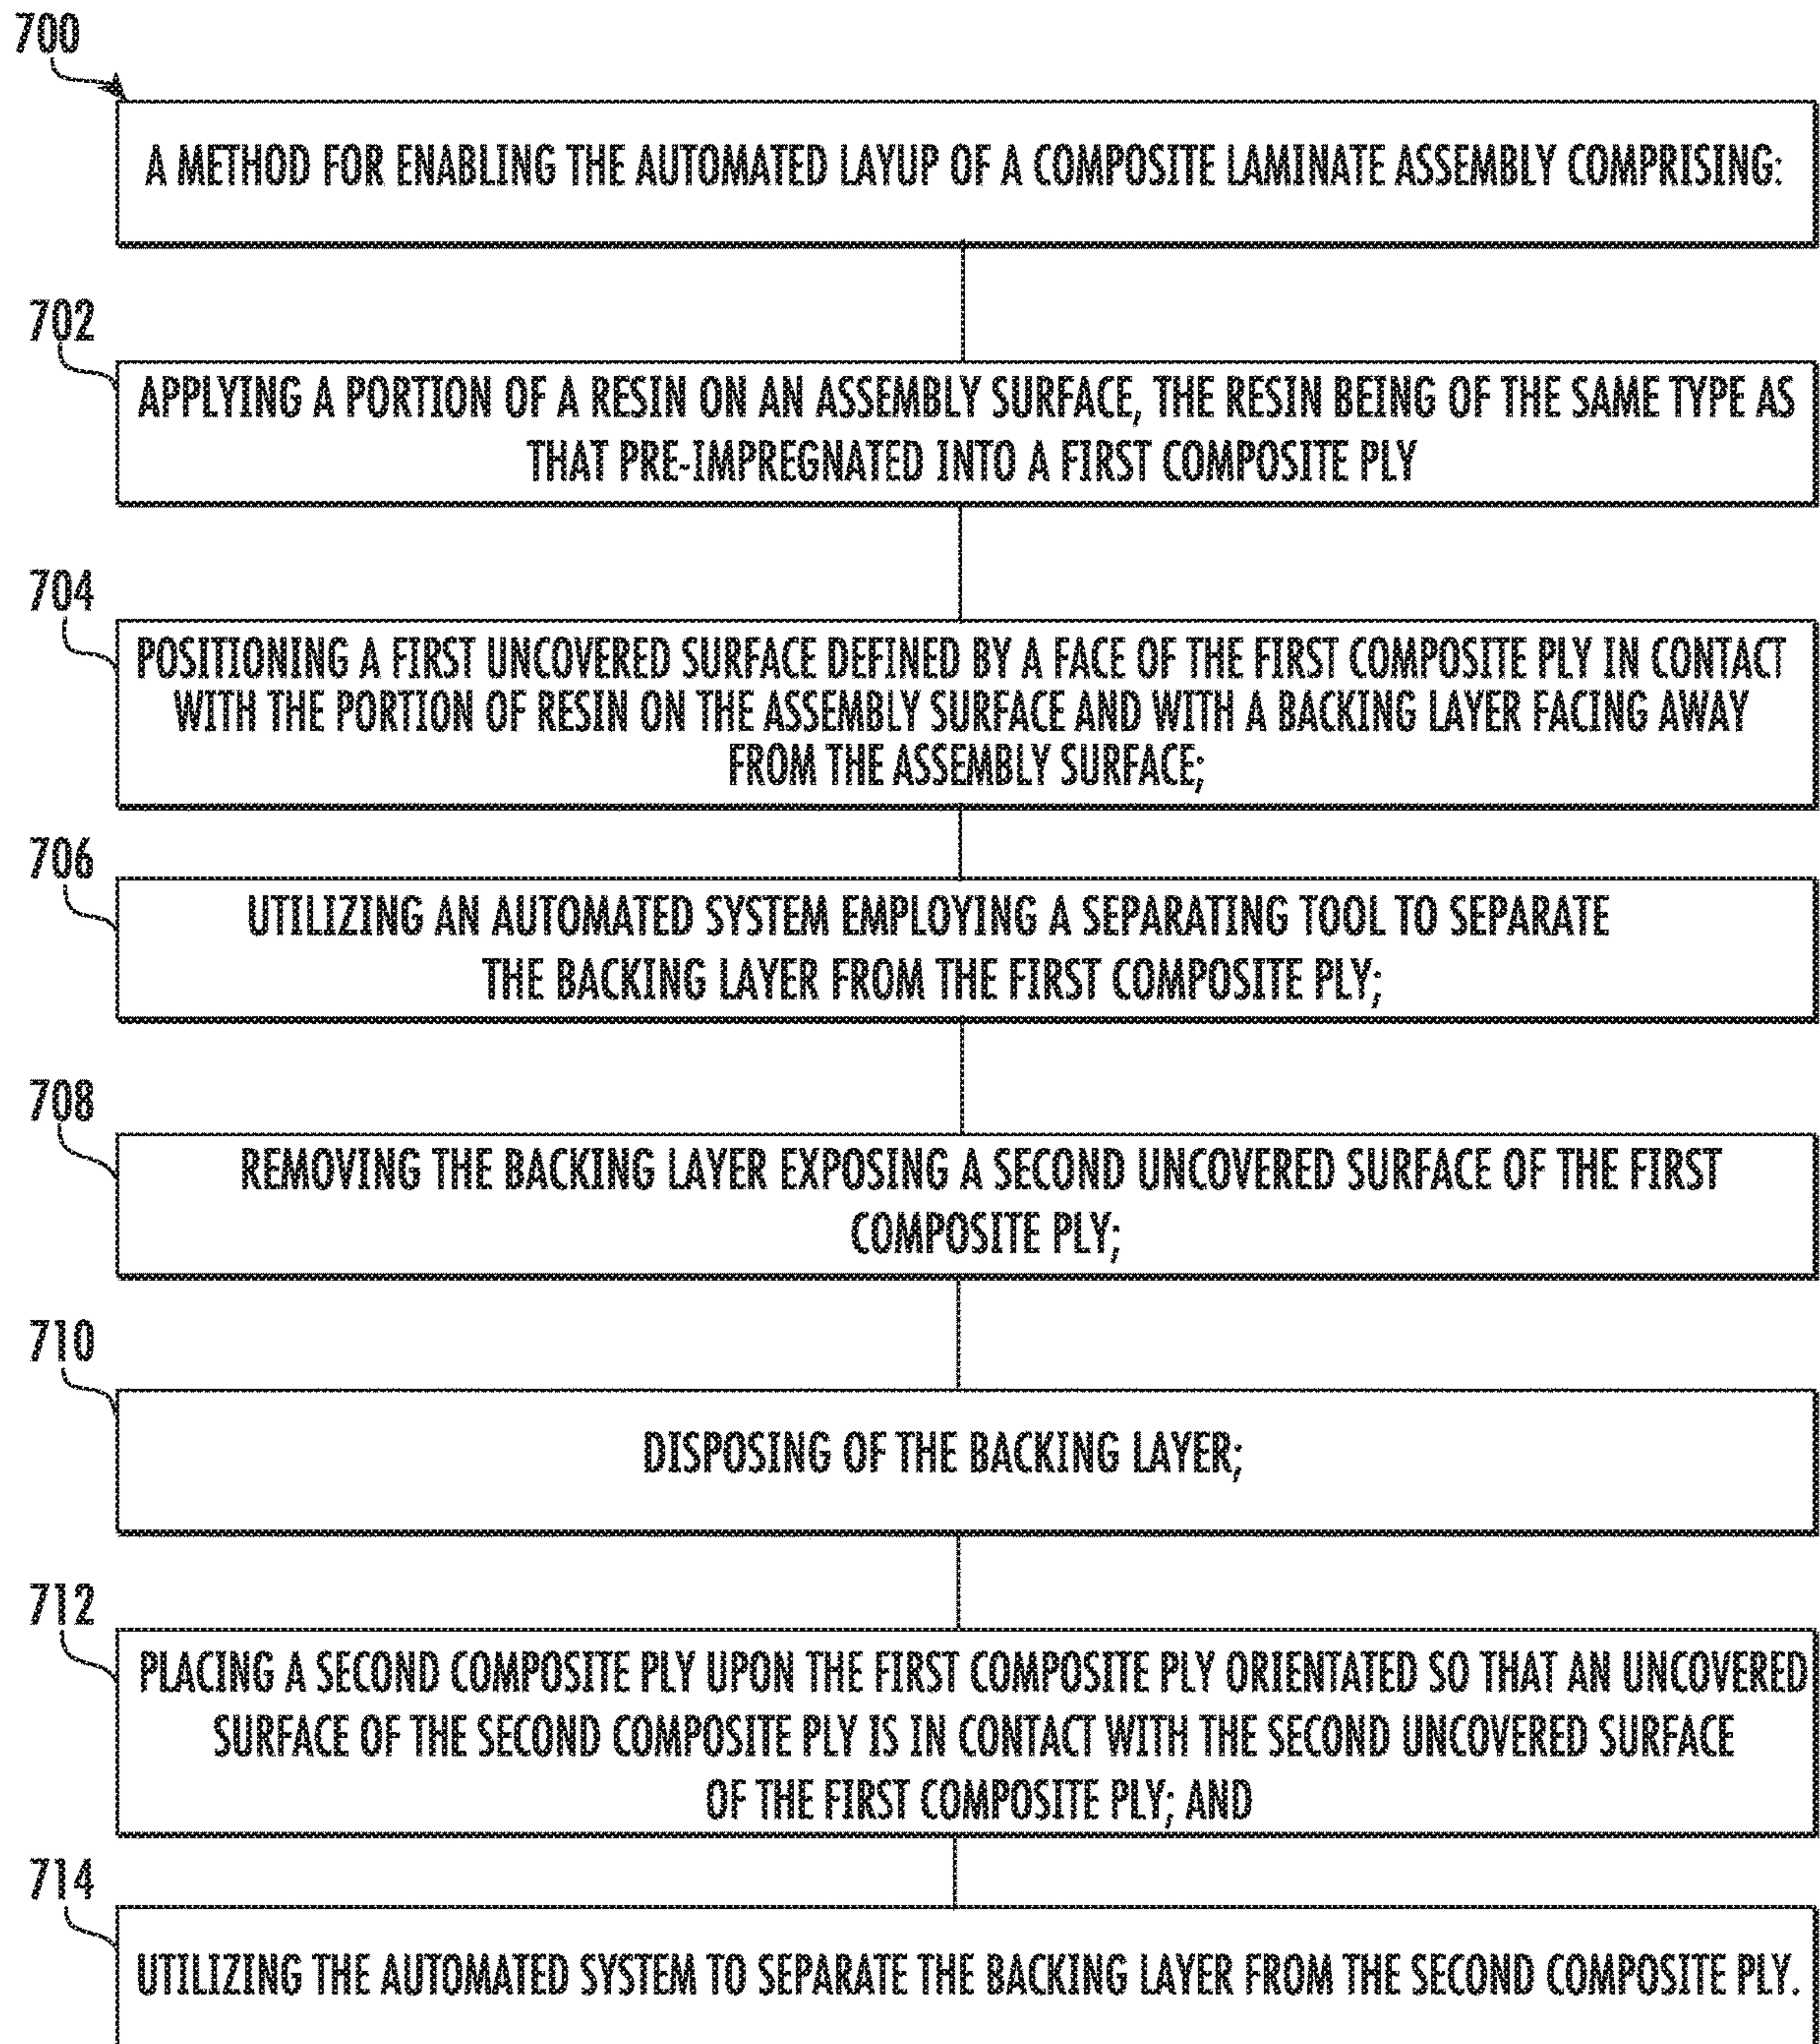 700
A METHOD FOR ENABLING THE AUTOMATED LAYUP OF A COMPOSITE LAMINATE ASSEMBLY COMPRISING:
702
APPLYING A PORTION OF A RESIN ON AN ASSEMBLY SURFACE, THE RESIN BEING OF THE SAME TYPE AS
THAT PRE-IMPREGNATED INTO A FIRST COMPOSITE PLY
704
POSITIONING A FIRST UNCOVERED SURFACE DEFINED BY A FACE OF THE FIRST COMPOSITE PLY IN CONTACT
WITH THE PORTION OF RESIN ON THE ASSEMBLY SURFACE AND WITH A BACKING LAYER FACING AWAY
FROM THE ASSEMBLY SURFACE;
706
UTILIZING AN AUTOMATED SYSTEM EMPLOYING A SEPARATING TOOL TO SEPARATE
THE BACKING LAYER FROM THE FIRST COMPOSITE PLY;
708
REMOVING THE BACKING LAYER EXPOSING A SECOND UNCOVERED SURFACE OF THE FIRST
COMPOSITE PLY;
710
DISPOSING OF THE BACKING LAYER;
712
PLACING A SECOND COMPOSITE PLY UPON THE FIRST COMPOSITE PLY ORIENTATED SO THAT AN UNCOVERED
SURFACE OF THE SECOND COMPOSITE PLY IS IN CONTACT WITH THE SECOND UNCOVERED SURFACE
OF THE FIRST COMPOSITE PLY; AND
714
UTILIZING THE AUTOMATED SYSTEM TO SEPARATE THE BACKING LAYER FROM THE SECOND COMPOSITE PLY.